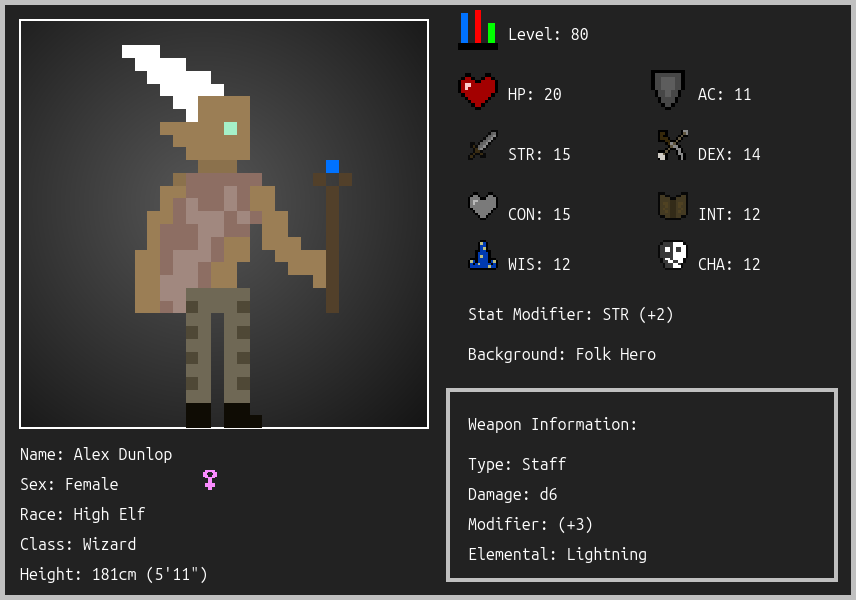 Level: 80
HP: 20
AC: 11
STR: 15
DEX: 14
CON: 15
INT: 12
WIS: 12
CHA: 12
Stat Modifier: STR (+2)
Background: Folk Hero
Weapon Information:
Type: Staff
Damage: d6
Modifier: (+3)
Elemental: Lightning
Name: Alex Dunlop
Sex: Female
Race: High Elf
Class: Wizard
Height: 181cm (5'11")